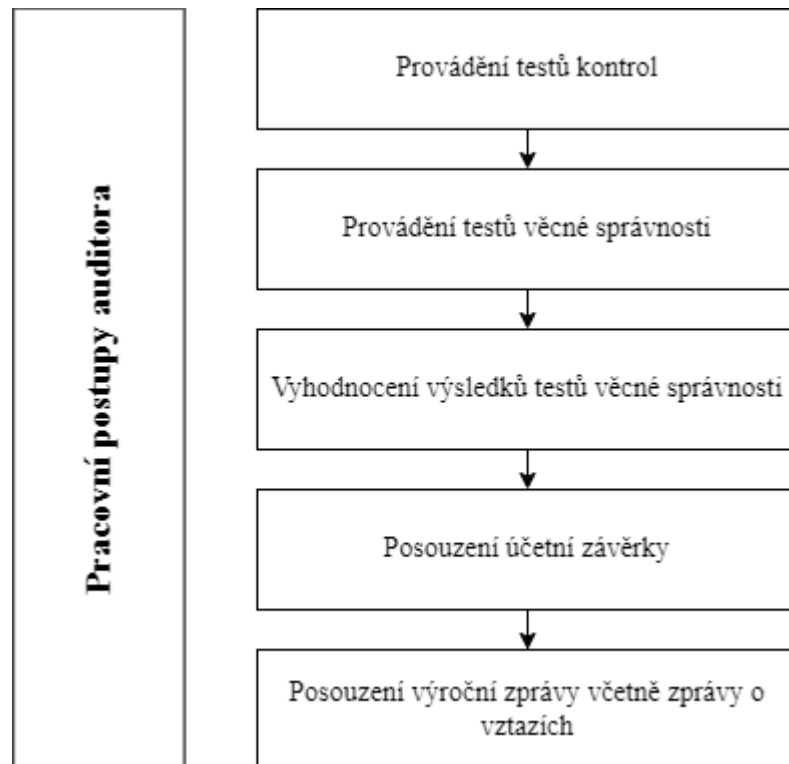 Pracovní postupy auditora
Provádění testů kontrol
Provádění testů věcné správnosti
Vyhodnocení výsledků testů věcné správnosti
Posouzení účetní závěrky
Posouzení výroční zprávy včetně zprávy o
vztazích